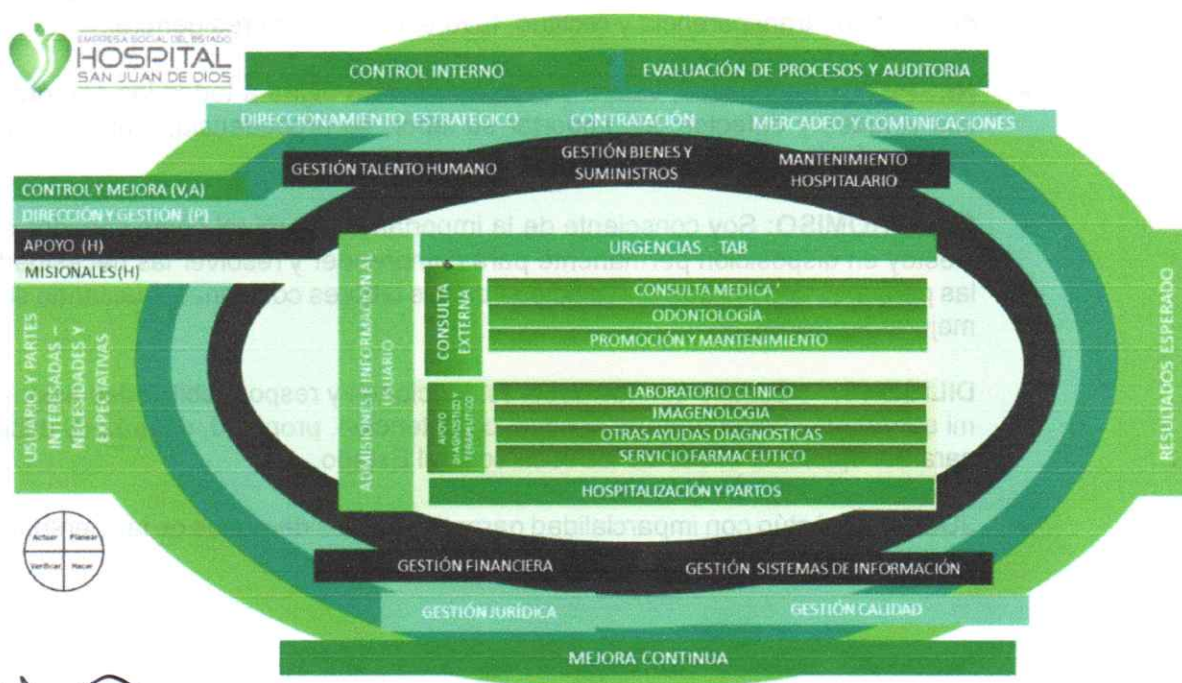 EMPRESA SOCIAL DEL ESTADO
HOSPITAL
SAN JUAN DE DIOS
CONTROL INTERNO
EVALUACIÓN DE PROCESOS Y AUDITORIA
DIRECCIONAMIENTO ESTRATEGICO
CONTRATACIÓN
MERCADEO Y COMUNICACIONES
GESTIÓN TALENTO HUMANO
GESTIÓN BIENES Y
SUMINISTROS
MANTENIMIENTO
HOSPITALARIO
CONTROL Y MEJORA (V,A)
DIRECCIÓN Y GESTIÓN (P)
APOYO (H)
MISIONALES (H)
USUARIO Y PARTES
INTERESADAS –
NECESIDADES Y
EXPECTATIVAS
ADMISIONES E INFORMACION AL
USUARIO
URGENCIAS - TAB
CONSULTA
EXTERNA
CONSULTA MEDICA
ODONTOLOGÍA
PROMOCIÓN Y MANTENIMIENTO
APOYO
DIAGNOSTICO Y
TERAPEUTICO
LABORATORIO CLÍNICO
IMAGENOLOGIA
OTRAS AYUDAS DIAGNOSTICAS
SERVICIO FARMACEUTICO
HOSPITALIZACIÓN Y PARTOS
RESULTADOS ESPERADO
Actuar
Planear
Verificar
Hacer
GESTIÓN FINANCIERA
GESTIÓN SISTEMAS DE INFORMACIÓN
GESTIÓN JURÍDICA
GESTIÓN CALIDAD
MEJORA CONTINUA